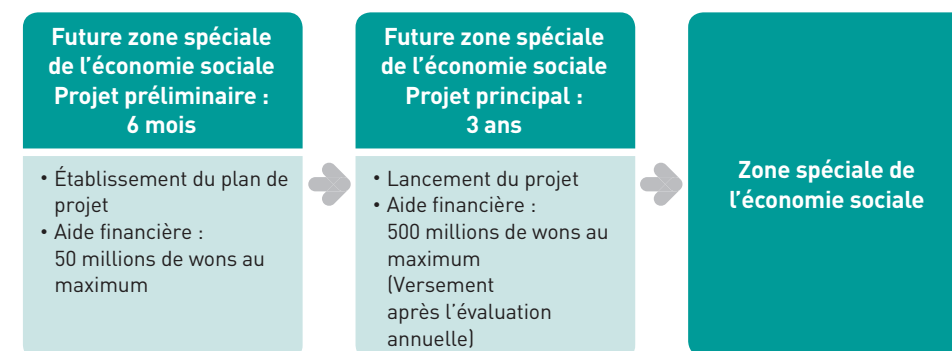 Future zone spéciale
de l’économie sociale
Projet préliminaire :
6 mois
• Établissement du plan de
projet
• Aide financière :
50 millions de wons au
maximum
Future zone spéciale
de l’économie sociale
Projet principal :
3 ans
• Lancement du projet
• Aide financière :
500 millions de wons au
maximum
(Versement
après l’évaluation
annuelle)
Zone spéciale de
l’économie sociale